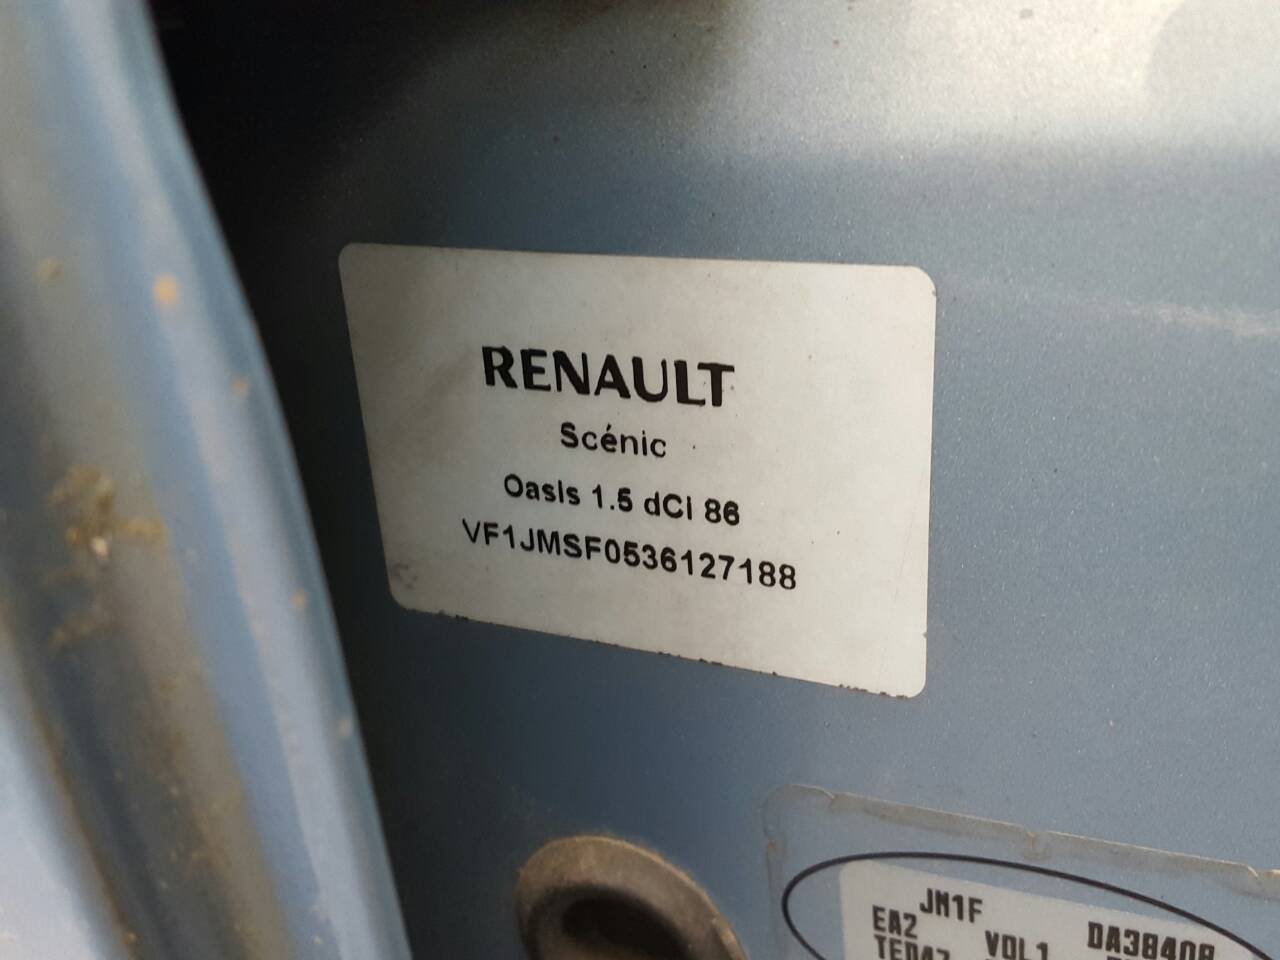 RENAULT
Scénic
Oasis 1.5 dCi 86
VF1JMSF0536127188
JM1F
EA2 VOL1 DA38408